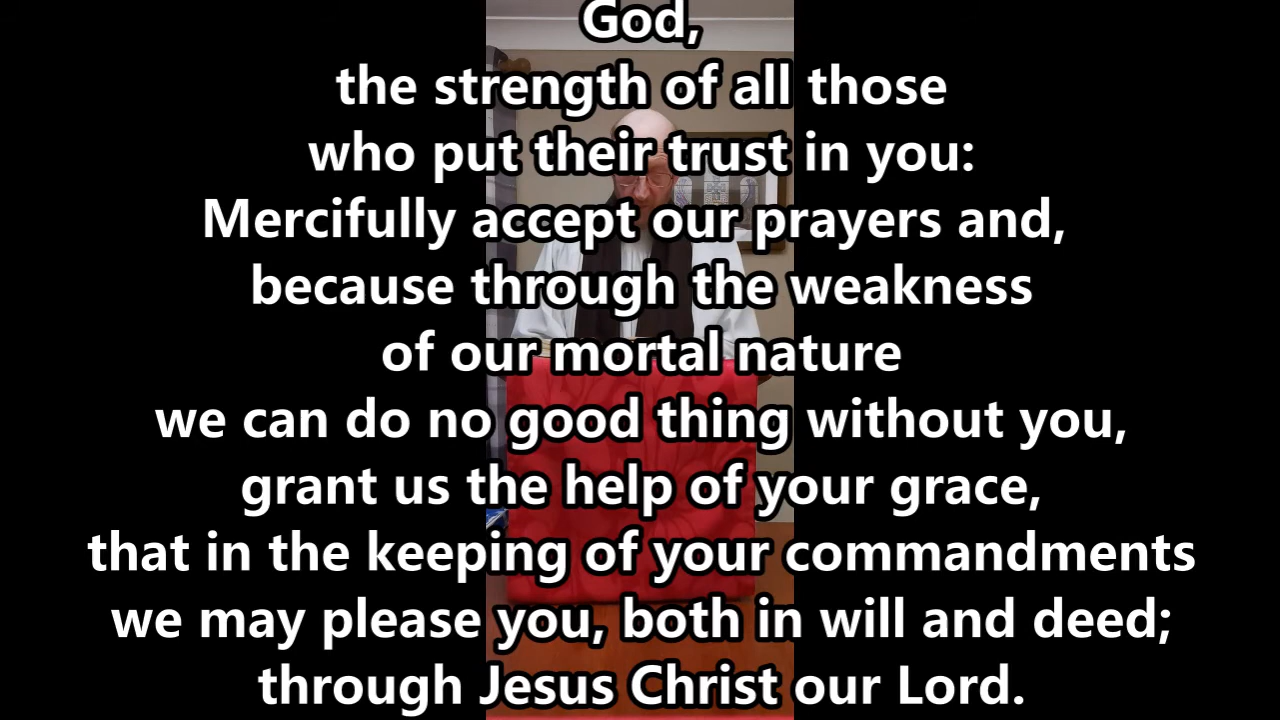 God,
the strength of all those
who put their trust in you:
Mercifully accept our prayers and,
because through the weakness
of our mortal nature
we can do no good thing without you,
grant us the help of your grace,
that in the keeping of your commandments
we may please you, both in will and deed;
through Jesus Christ our Lord.